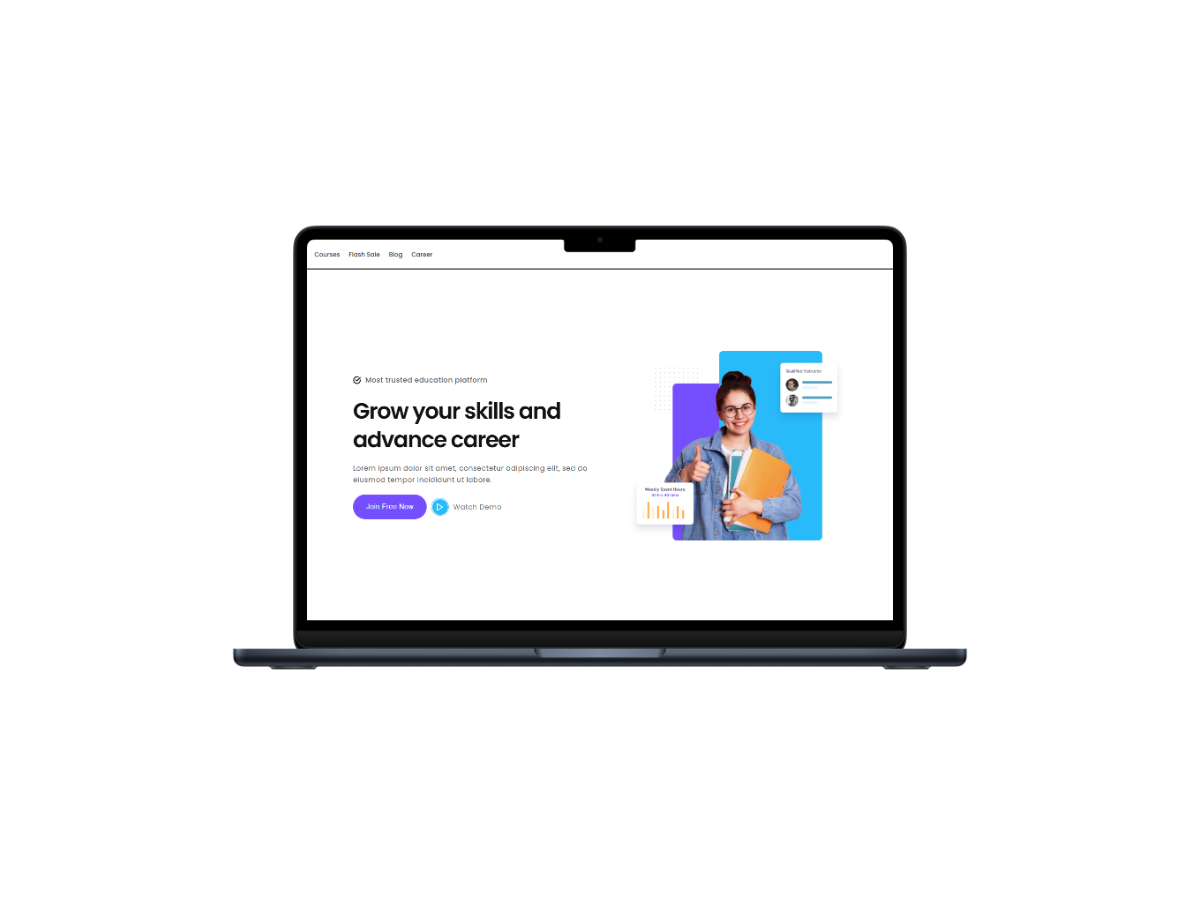 Courses Flash Sale Blog Career
Most trusted education platform
Grow your skills and
advance career
Lorem ipsum dolor sit amet, consectetur adipiscing elit, sed do
eiusmod tempor incididunt ut labore.
Join Free Now Watch Demo
Qualified Instructor
Weekly Spent Hours